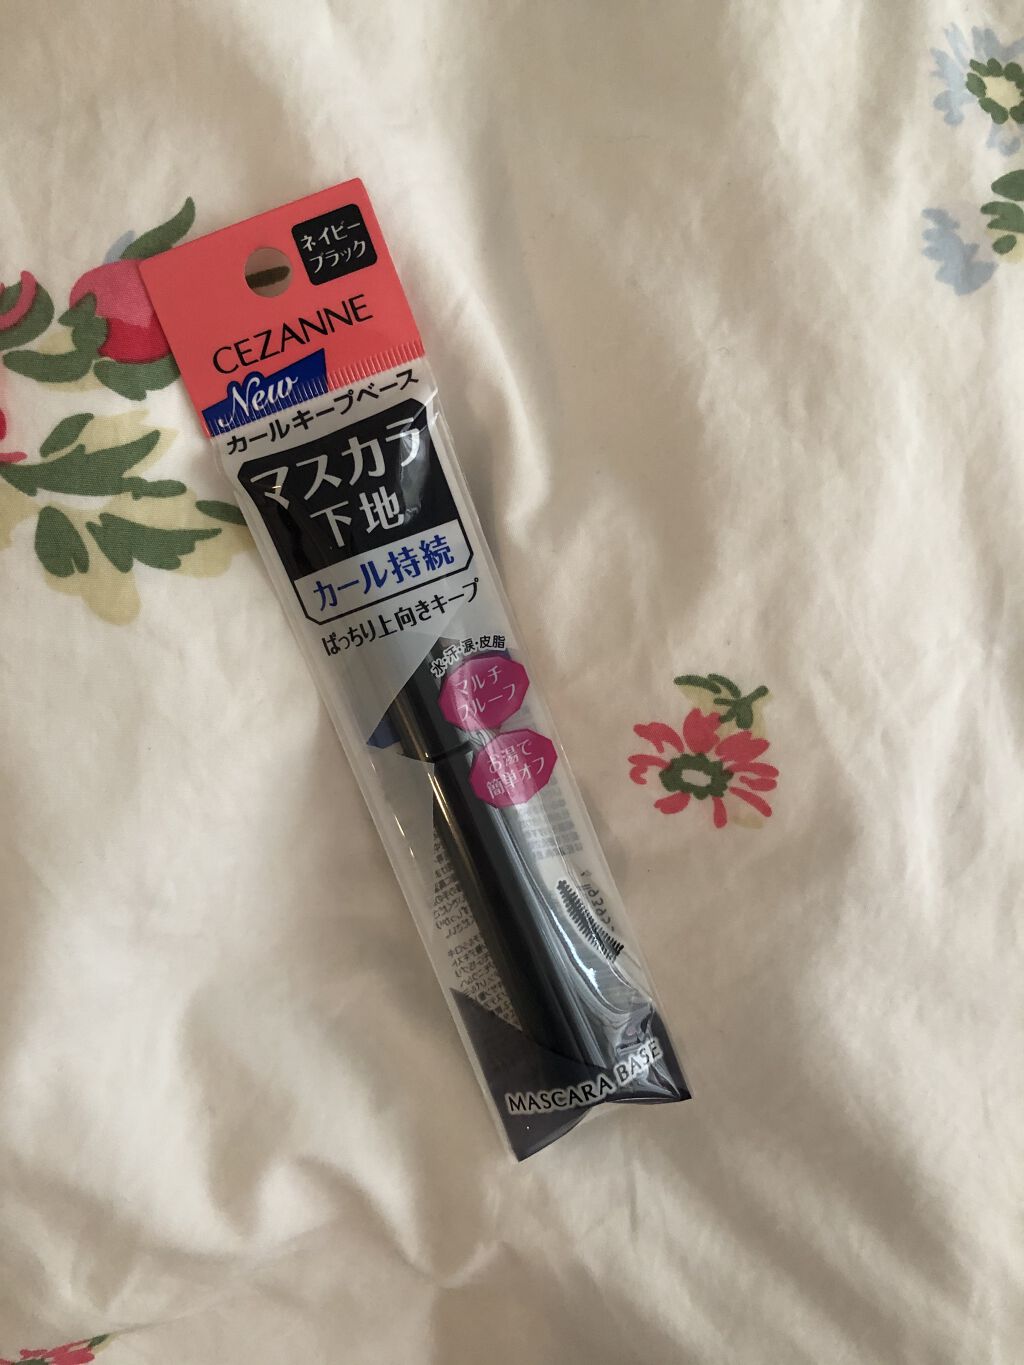 ネイビー
ブラック
CEZANNE
New
カールキープベース
マスカラ
下地
カール持続
ぱっちり上向きキープ
水・汗・涙・皮脂
マルチ
プルーフ
お湯で
簡単オフ
MASCARA BASE